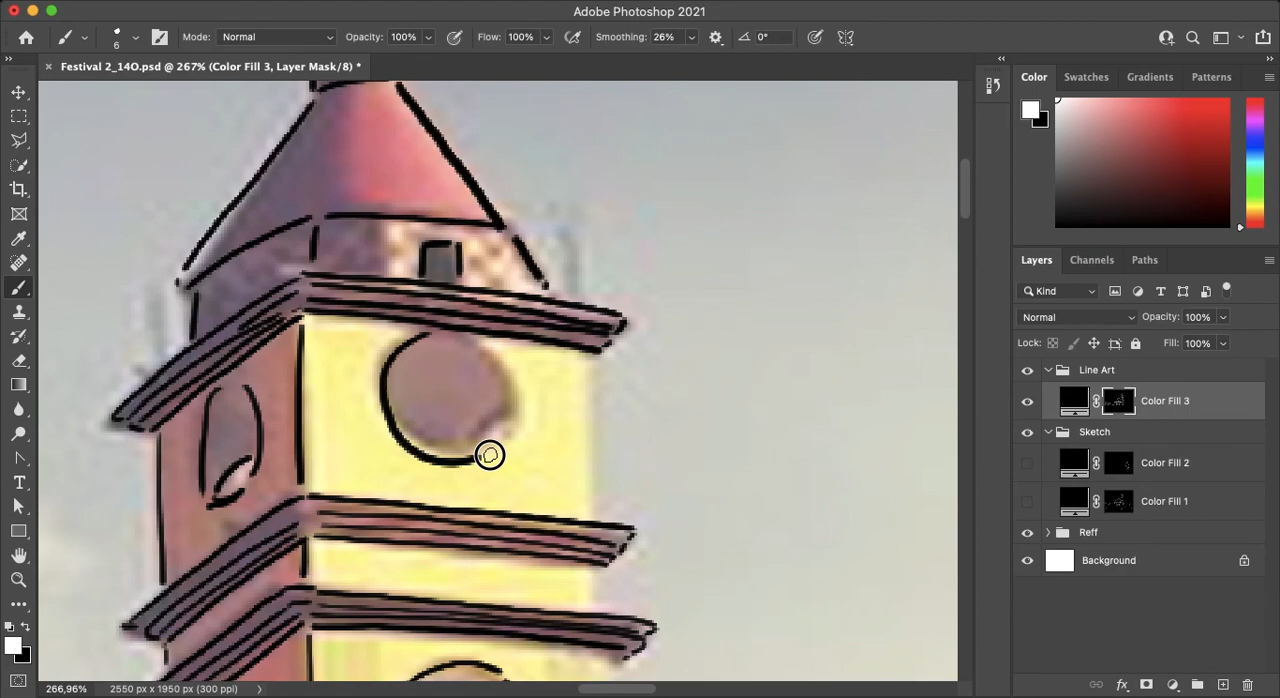 Adobe Photoshop 2021
6
Mode: Normal
Opacity: 100%
Flow: 100%
Smoothing: 26%
0°
Festival 2_14O.psd @ 267% (Color Fill 3, Layer Mask/8) *
Color
Swatches
Gradients
Patterns
Layers
Channels
Paths
Kind
Normal
Opacity: 100%
Lock:
Fill: 100%
Line Art
Color Fill 3
Sketch
Color Fill 2
Color Fill 1
Reff
Background
266,96%
2550 px x 1950 px (300 ppi)